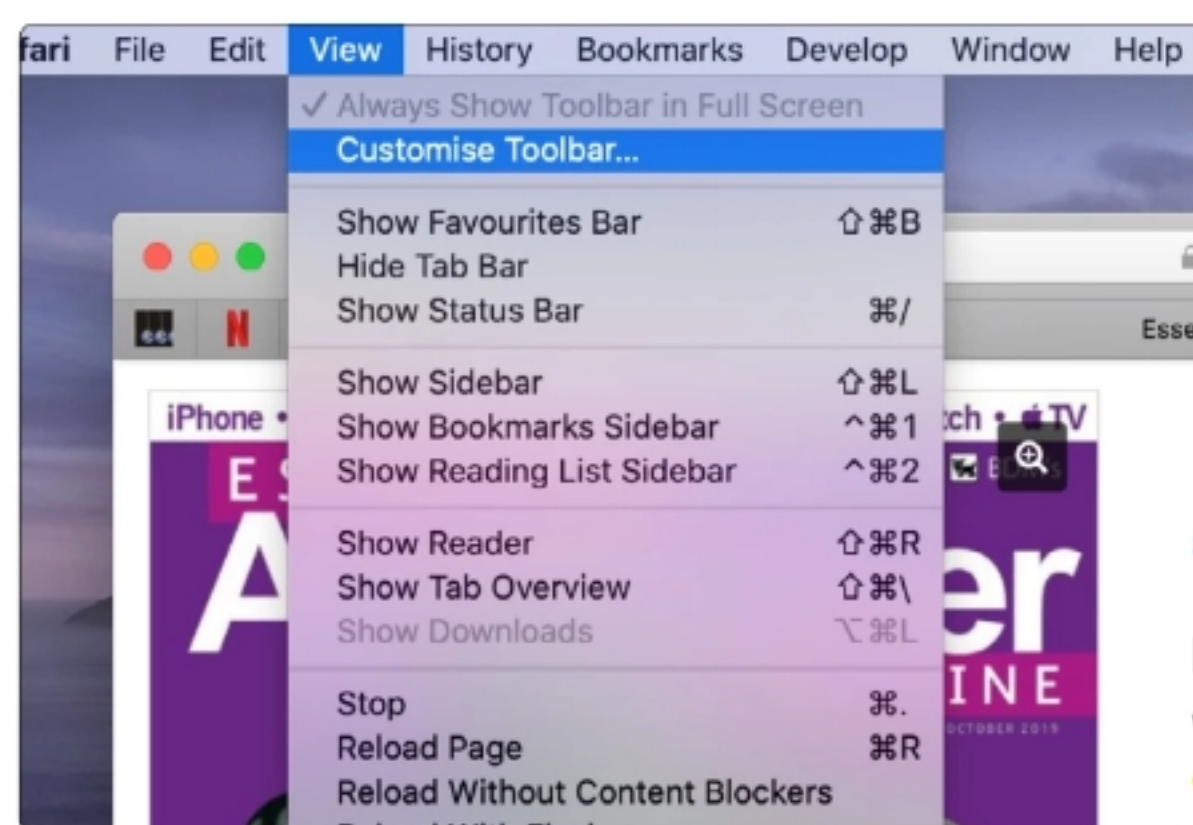 fari File Edit View History Bookmarks Develop Window Help
✓ Always Show Toolbar in Full Screen
Customise Toolbar...
Show Favourites Bar ⇧⌘B
Hide Tab Bar
Show Status Bar ⌘/
N
Esse
Show Sidebar ⇧⌘L
iPhone •
Show Bookmarks Sidebar ^⌘1
tch • TV
Show Reading List Sidebar ^⌘2
ES
A
Show Reader ⇧⌘R
Show Tab Overview ⇧⌘\
er
Show Downloads ⌥⌘L
INE
Stop ⌘.
OCTOBER 2019
Reload Page ⌘R
Reload Without Content Blockers